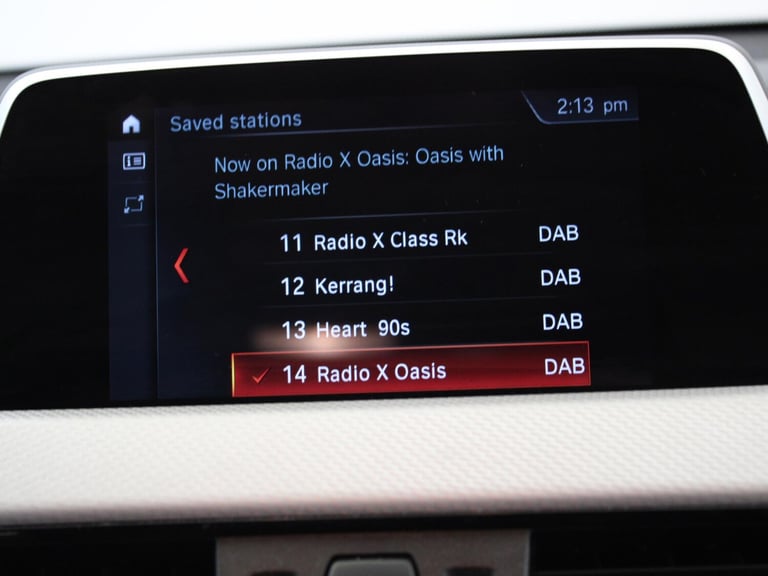 Saved stations
2:13 pm
Now on Radio X Oasis: Oasis with
Shakermaker
11 Radio X Class Rk DAB
12 Kerrang! DAB
13 Heart 90s DAB
14 Radio X Oasis DAB